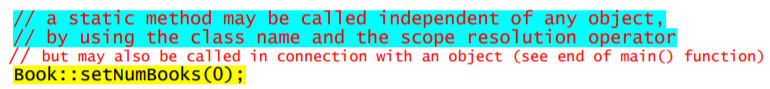 // a static method may be called independent of any object,
// by using the class name and the scope resolution operator
// but may also be called in connection with an object (see end of main() function)
Book::setNumBooks(0);